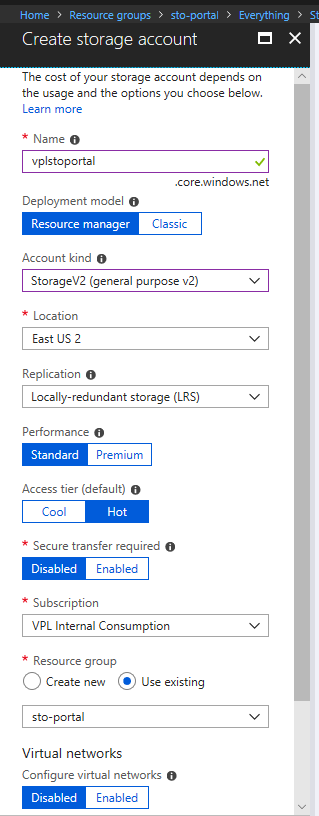 Home > Resource groups > sto-portal > Everything >
Create storage account
The cost of your storage account depends on
the usage and the options you choose below.
Learn more
* Name
vplstoportal
.core.windows.net
Deployment model
Resource manager Classic
Account kind
StorageV2 (general purpose v2)
* Location
East US 2
Replication
Locally-redundant storage (LRS)
Performance
Standard Premium
Access tier (default)
Cool Hot
* Secure transfer required
Disabled Enabled
* Subscription
VPL Internal Consumption
* Resource group
Create new Use existing
sto-portal
Virtual networks
Configure virtual networks
Disabled Enabled